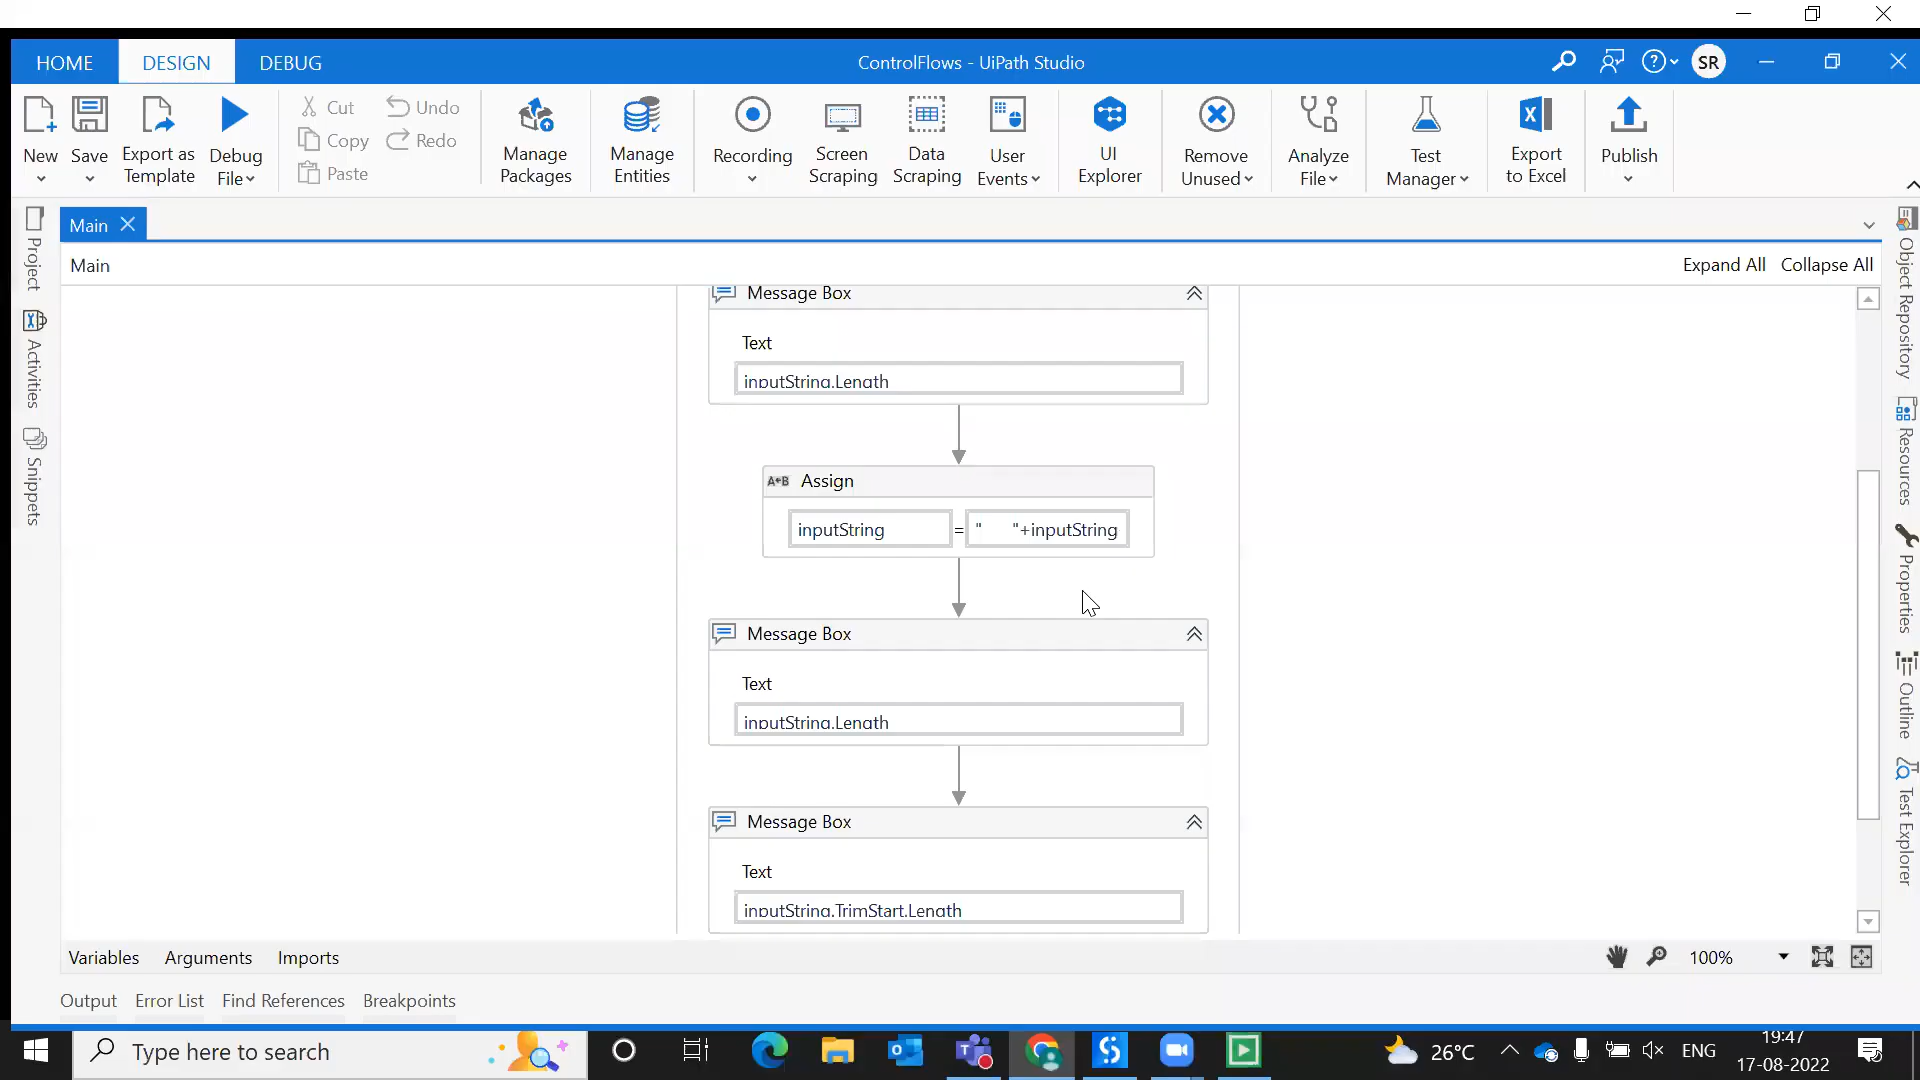 HOME DESIGN DEBUG ControlFlows - UiPath Studio SR
New Save Export as Template Debug File
Cut Copy Paste Undo Redo
Manage Packages Manage Entities Recording Screen Scraping Data Scraping User Events UI Explorer Remove Unused Analyze File Test Manager Export to Excel Publish
Main
Main Expand All Collapse All
Project
Activities
Snippets
Message Box
Text
inputString.Length
A+B Assign
inputString = "      "+inputString
Message Box
Text
inputString.Length
Message Box
Text
inputString.TrimStart.Length
Object Repository
Resources
Properties
Outline
Test Explorer
Variables Arguments Imports 100%
Output Error List Find References Breakpoints
Type here to search 26°C ENG 19:47
17-08-2022